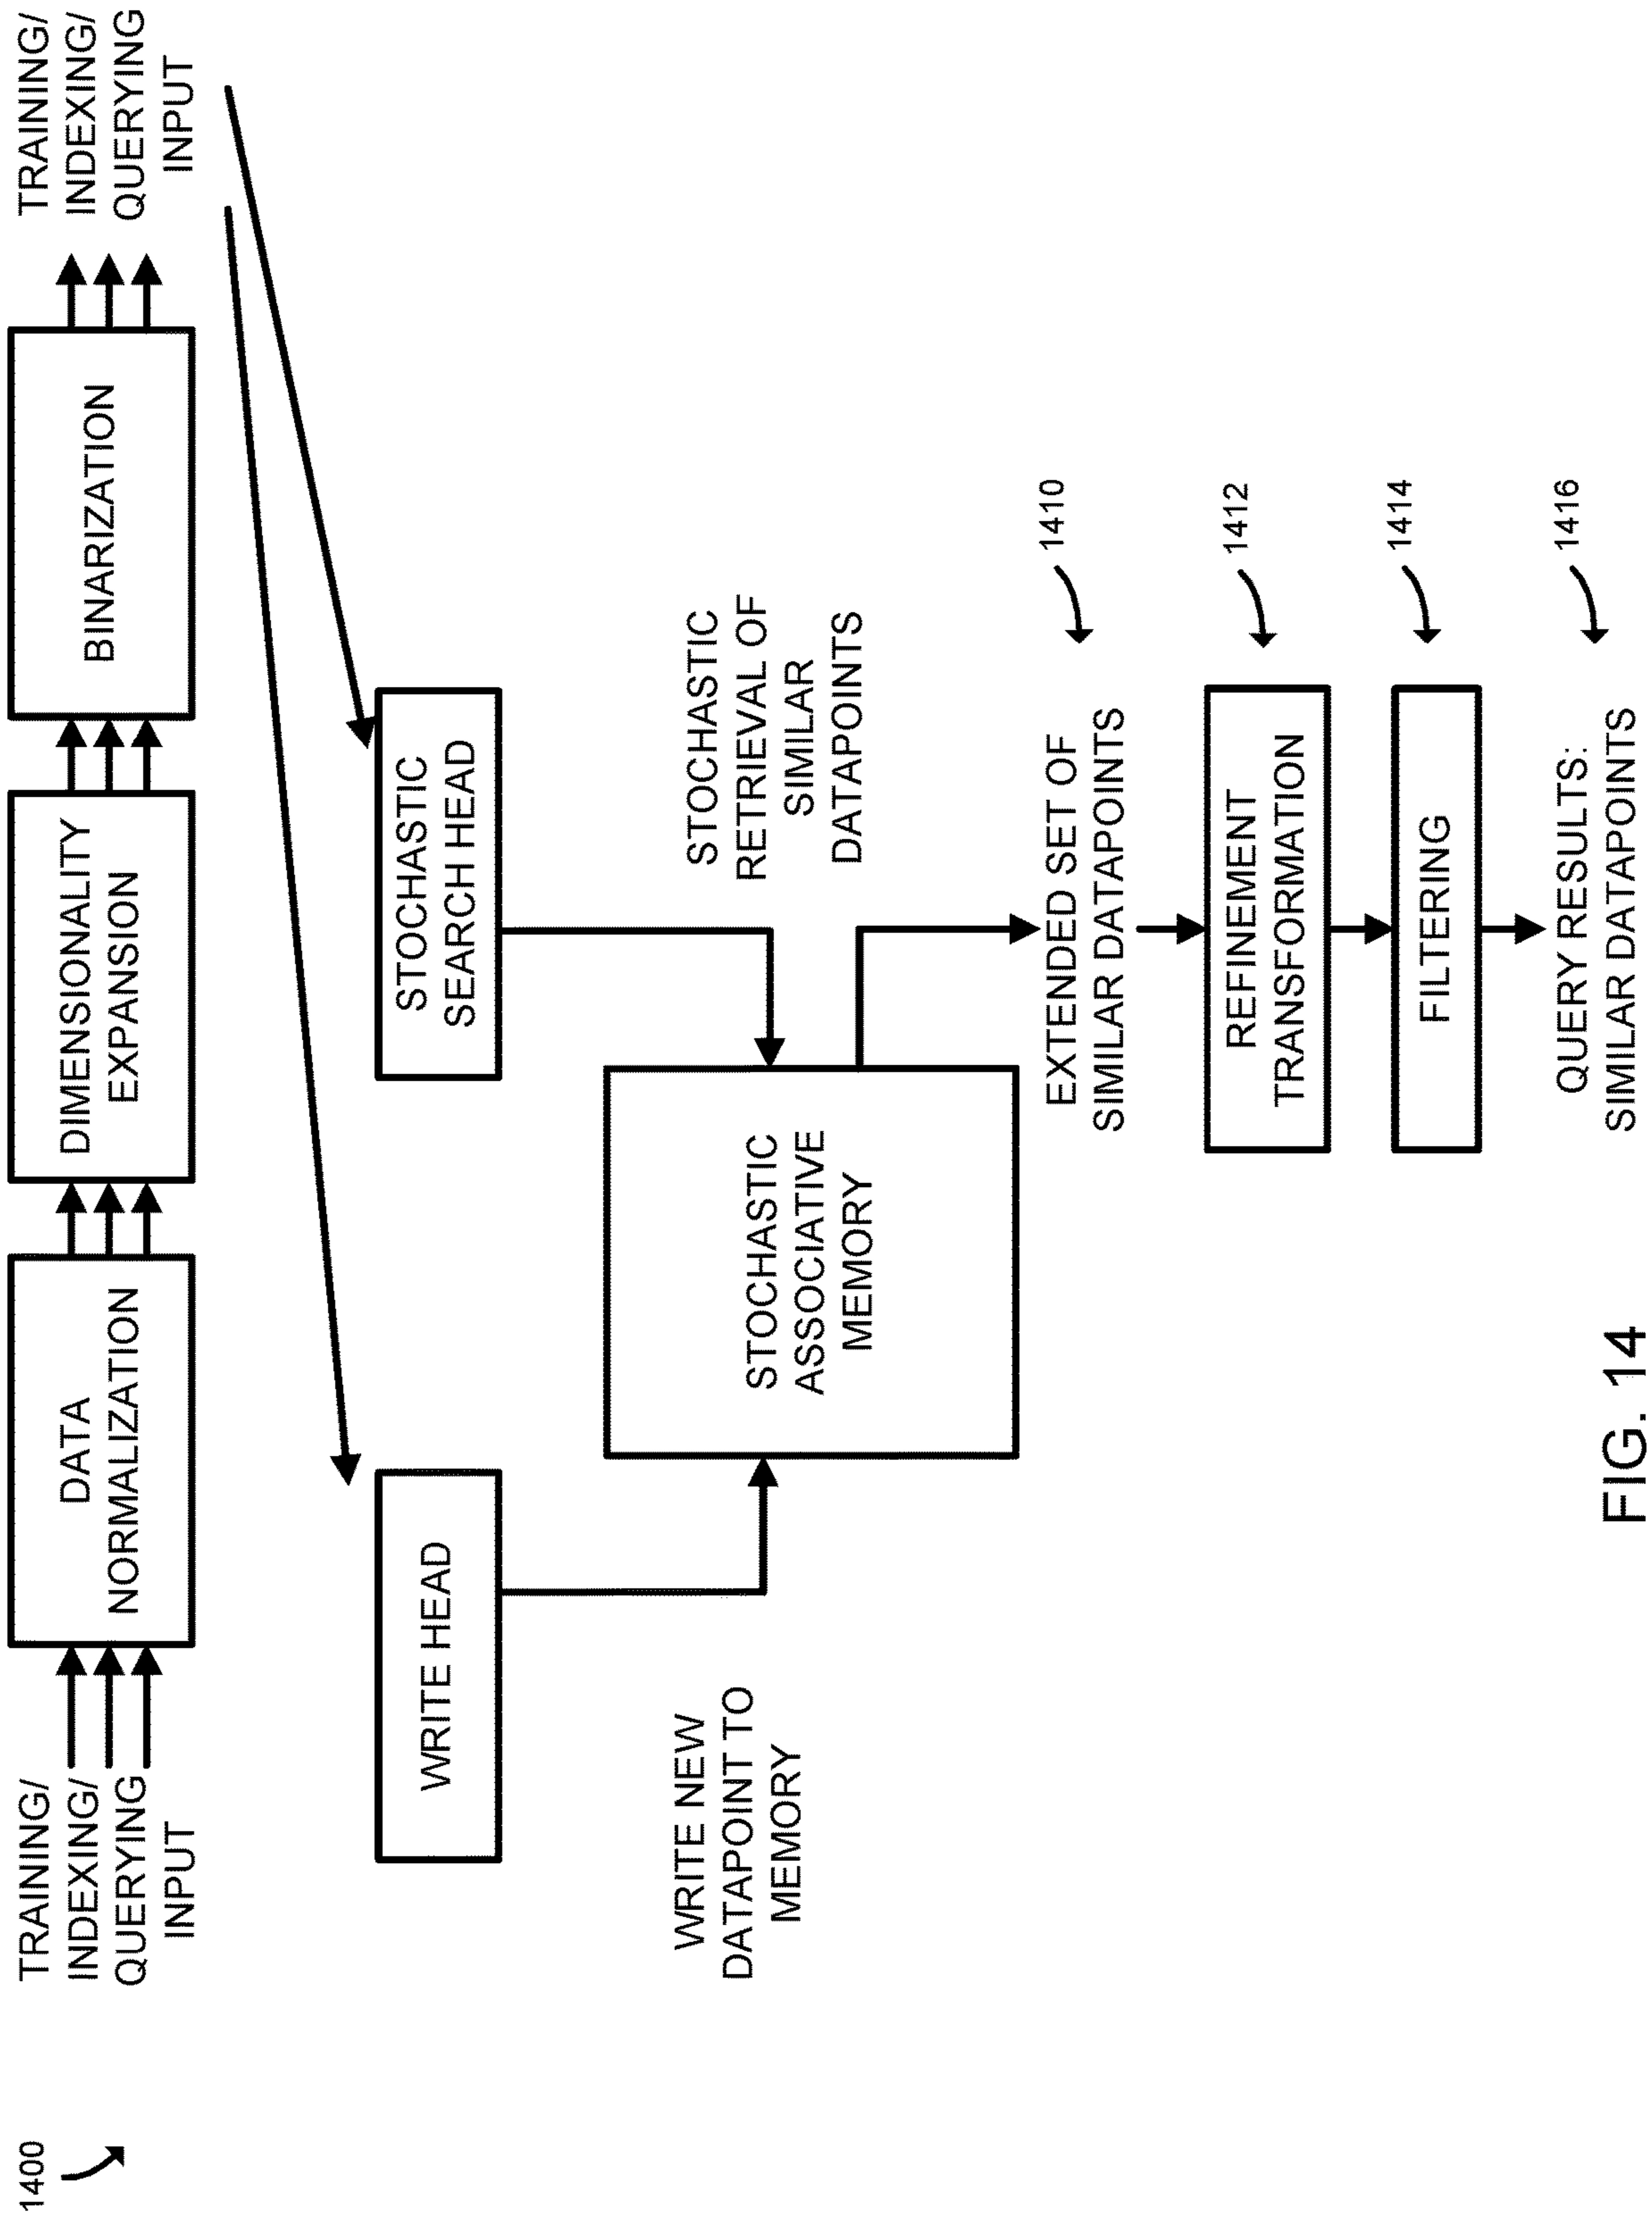 1400
TRAINING/
INDEXING/
QUERYING
INPUT
DATA
NORMALIZATION
DIMENSIONALITY
EXPANSION
BINARIZATION
TRAINING/
INDEXING/
QUERYING
INPUT
WRITE HEAD
STOCHASTIC
SEARCH HEAD
WRITE NEW
DATAPOINT TO
MEMORY
STOCHASTIC
ASSOCIATIVE
MEMORY
STOCHASTIC
RETRIEVAL OF
SIMILAR
DATAPOINTS
EXTENDED SET OF
SIMILAR DATAPOINTS
1410
REFINEMENT
TRANSFORMATION
1412
FILTERING
1414
QUERY RESULTS:
SIMILAR DATAPOINTS
1416
FIG. 14